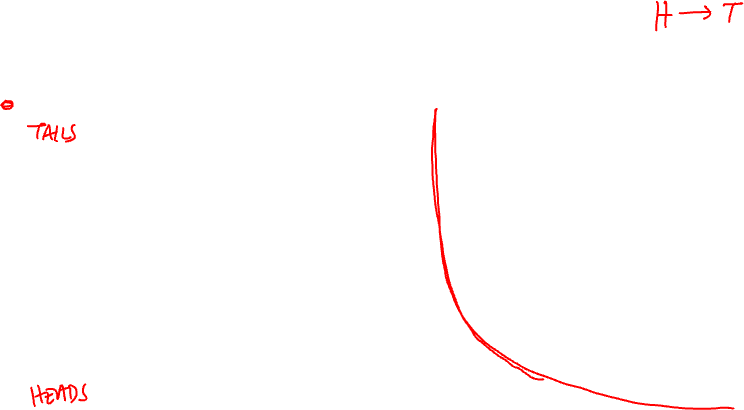 H → T
TAILS
HEADS